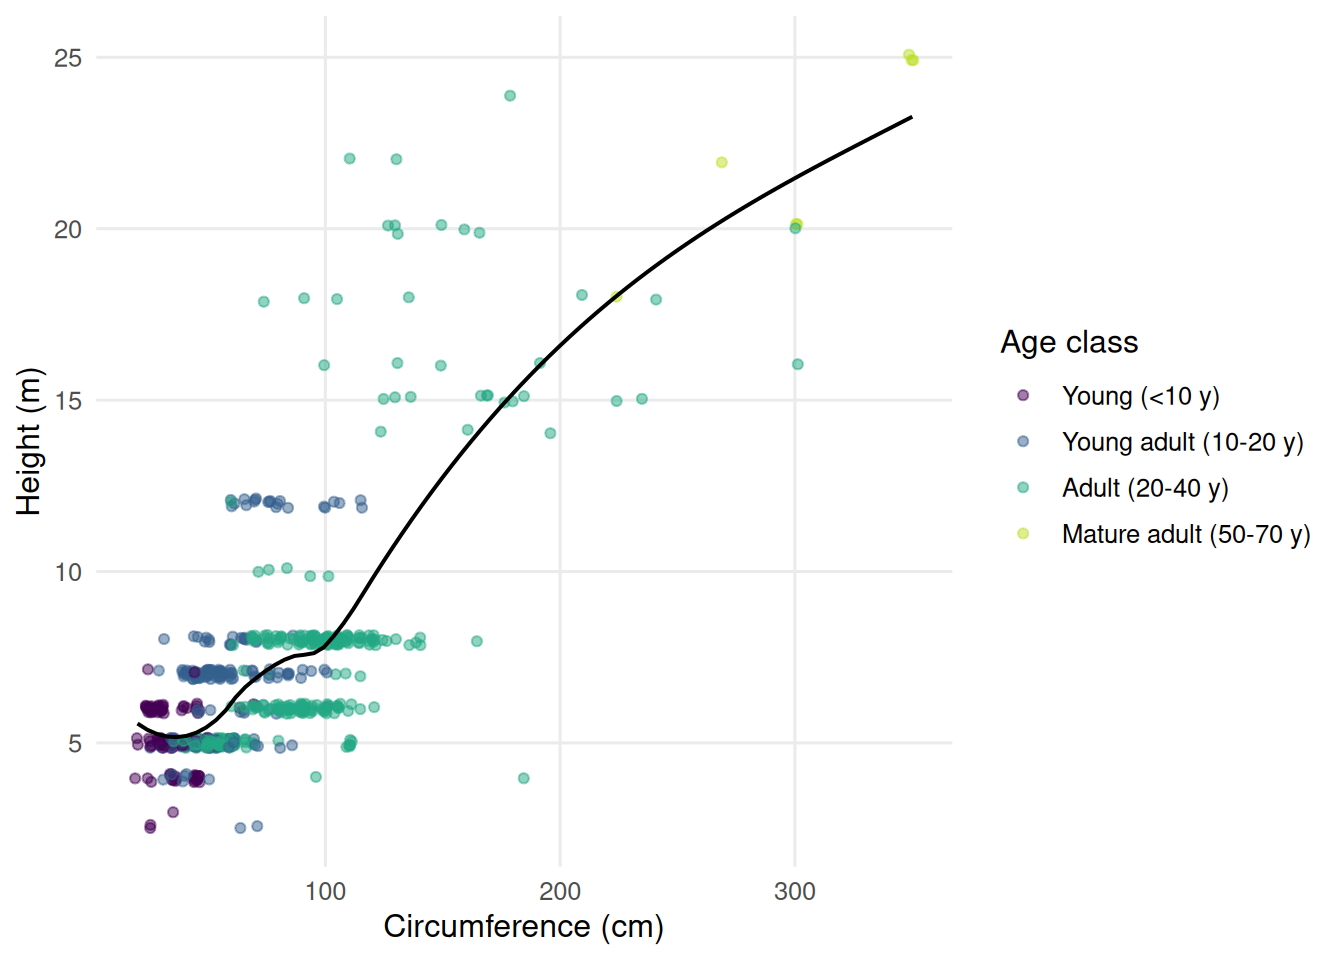 25
20
15
10
5
Height (m)
100 200 300
Circumference (cm)
Age class
Young (<10 y)
Young adult (10-20 y)
Adult (20-40 y)
Mature adult (50-70 y)